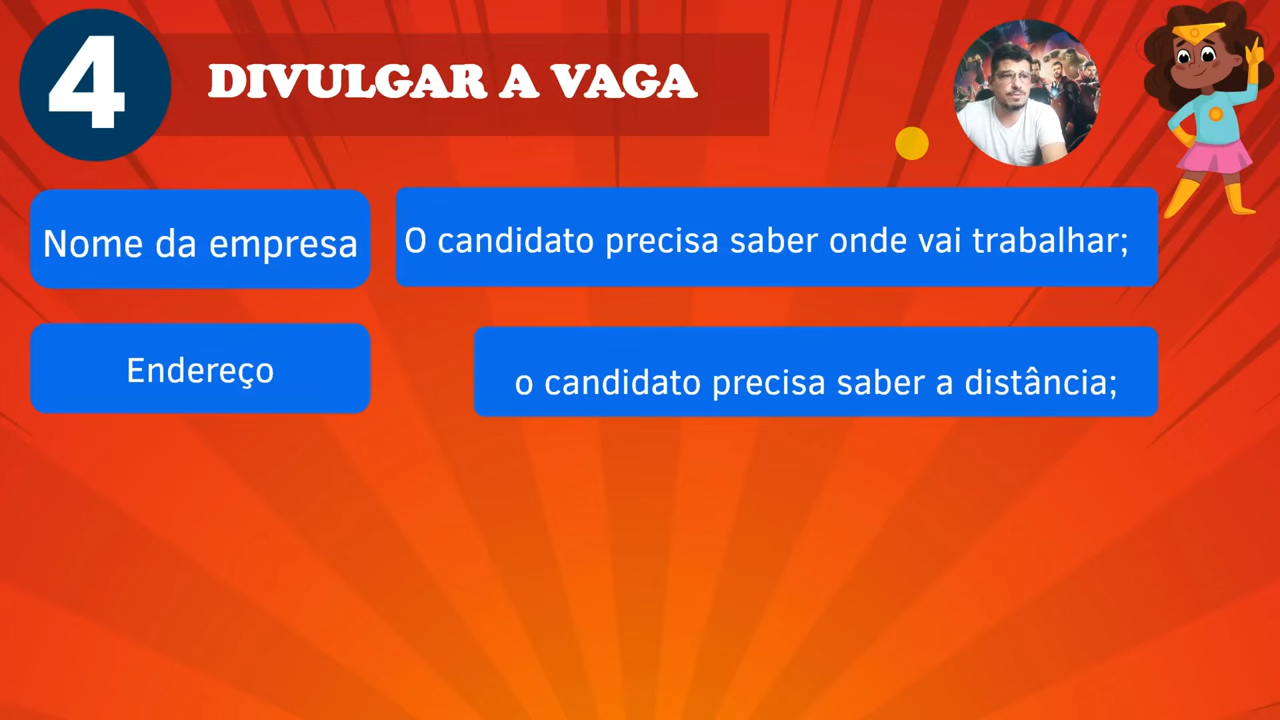 4
DIVULGAR A VAGA
Nome da empresa
O candidato precisa saber onde vai trabalhar;
Endereço
o candidato precisa saber a distância;